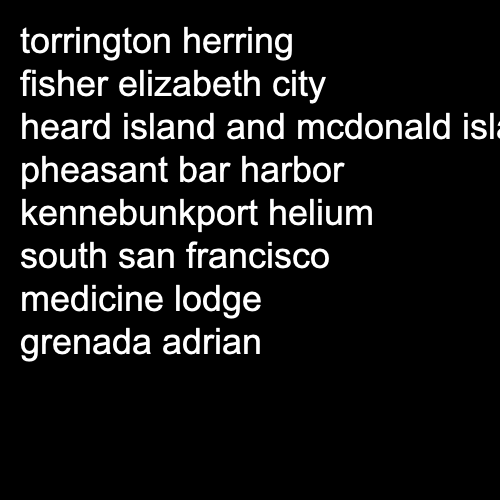 torrington herring
fisher elizabeth city
heard island and mcdonald
pheasant bar harbor
kennebunkport helium
south san francisco
medicine lodge
grenada adrian